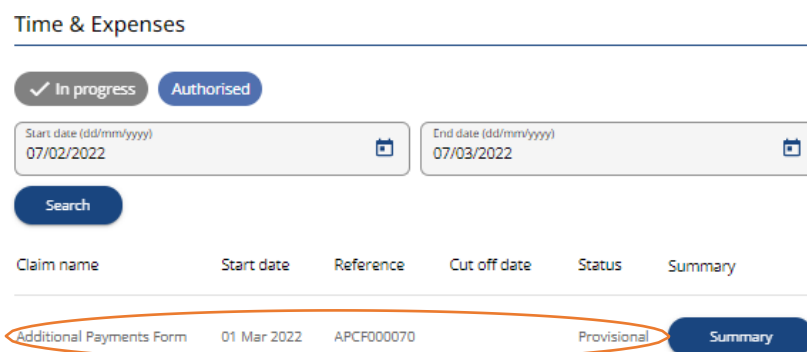 Time & Expenses
In progress Authorised
Start date (dd/mm/yyyy) End date (dd/mm/yyyy)
07/02/2022 07/03/2022
Search
Claim name Start date Reference Cut off date Status Summary
Additional Payments Form 01 Mar 2022 APCF000070 Provisional Summary